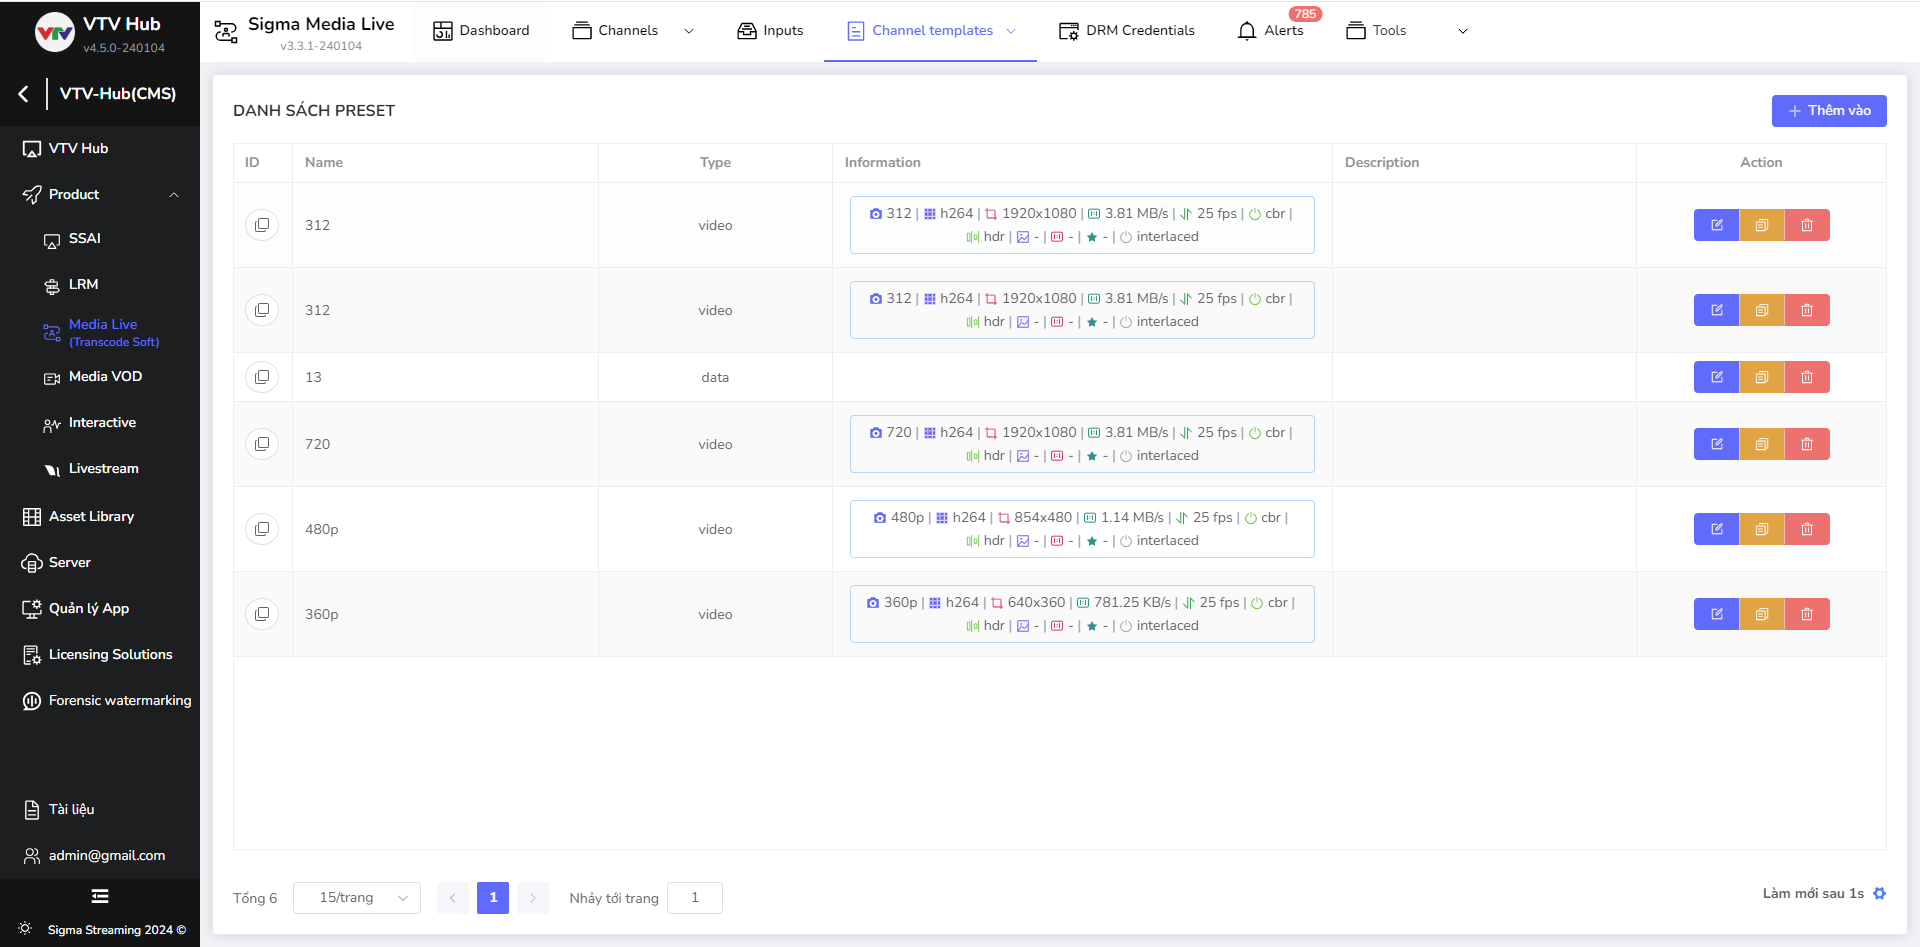 VTV Hub
v4.5.0-240104
VTV-Hub(CMS)
VTV Hub
Product
SSAI
LRM
Media Live
(Transcode Soft)
Media VOD
Interactive
Livestream
Asset Library
Server
Quản lý App
Licensing Solutions
Forensic watermarking
Tài liệu
admin@gmail.com
Sigma Streaming 2024 ©
Sigma Media Live
v3.3.1-240104
Dashboard
Channels
Inputs
Channel templates
DRM Credentials
Alerts
785
Tools
DANH SÁCH PRESET
Thêm vào
ID Name Type Information Description Action
312 video
312 | h264 | 1920x1080 | 3.81 MB/s | 25 fps | cbr |
hdr | - | - | - | interlaced
312 video
312 | h264 | 1920x1080 | 3.81 MB/s | 25 fps | cbr |
hdr | - | - | - | interlaced
13 data
720 video
720 | h264 | 1920x1080 | 3.81 MB/s | 25 fps | cbr |
hdr | - | - | - | interlaced
480p video
480p | h264 | 854x480 | 1.14 MB/s | 25 fps | cbr |
hdr | - | - | - | interlaced
360p video
360p | h264 | 640x360 | 781.25 KB/s | 25 fps | cbr |
hdr | - | - | - | interlaced
Tổng 6 15/trang 1 Nhảy tới trang 1
Làm mới sau 1s